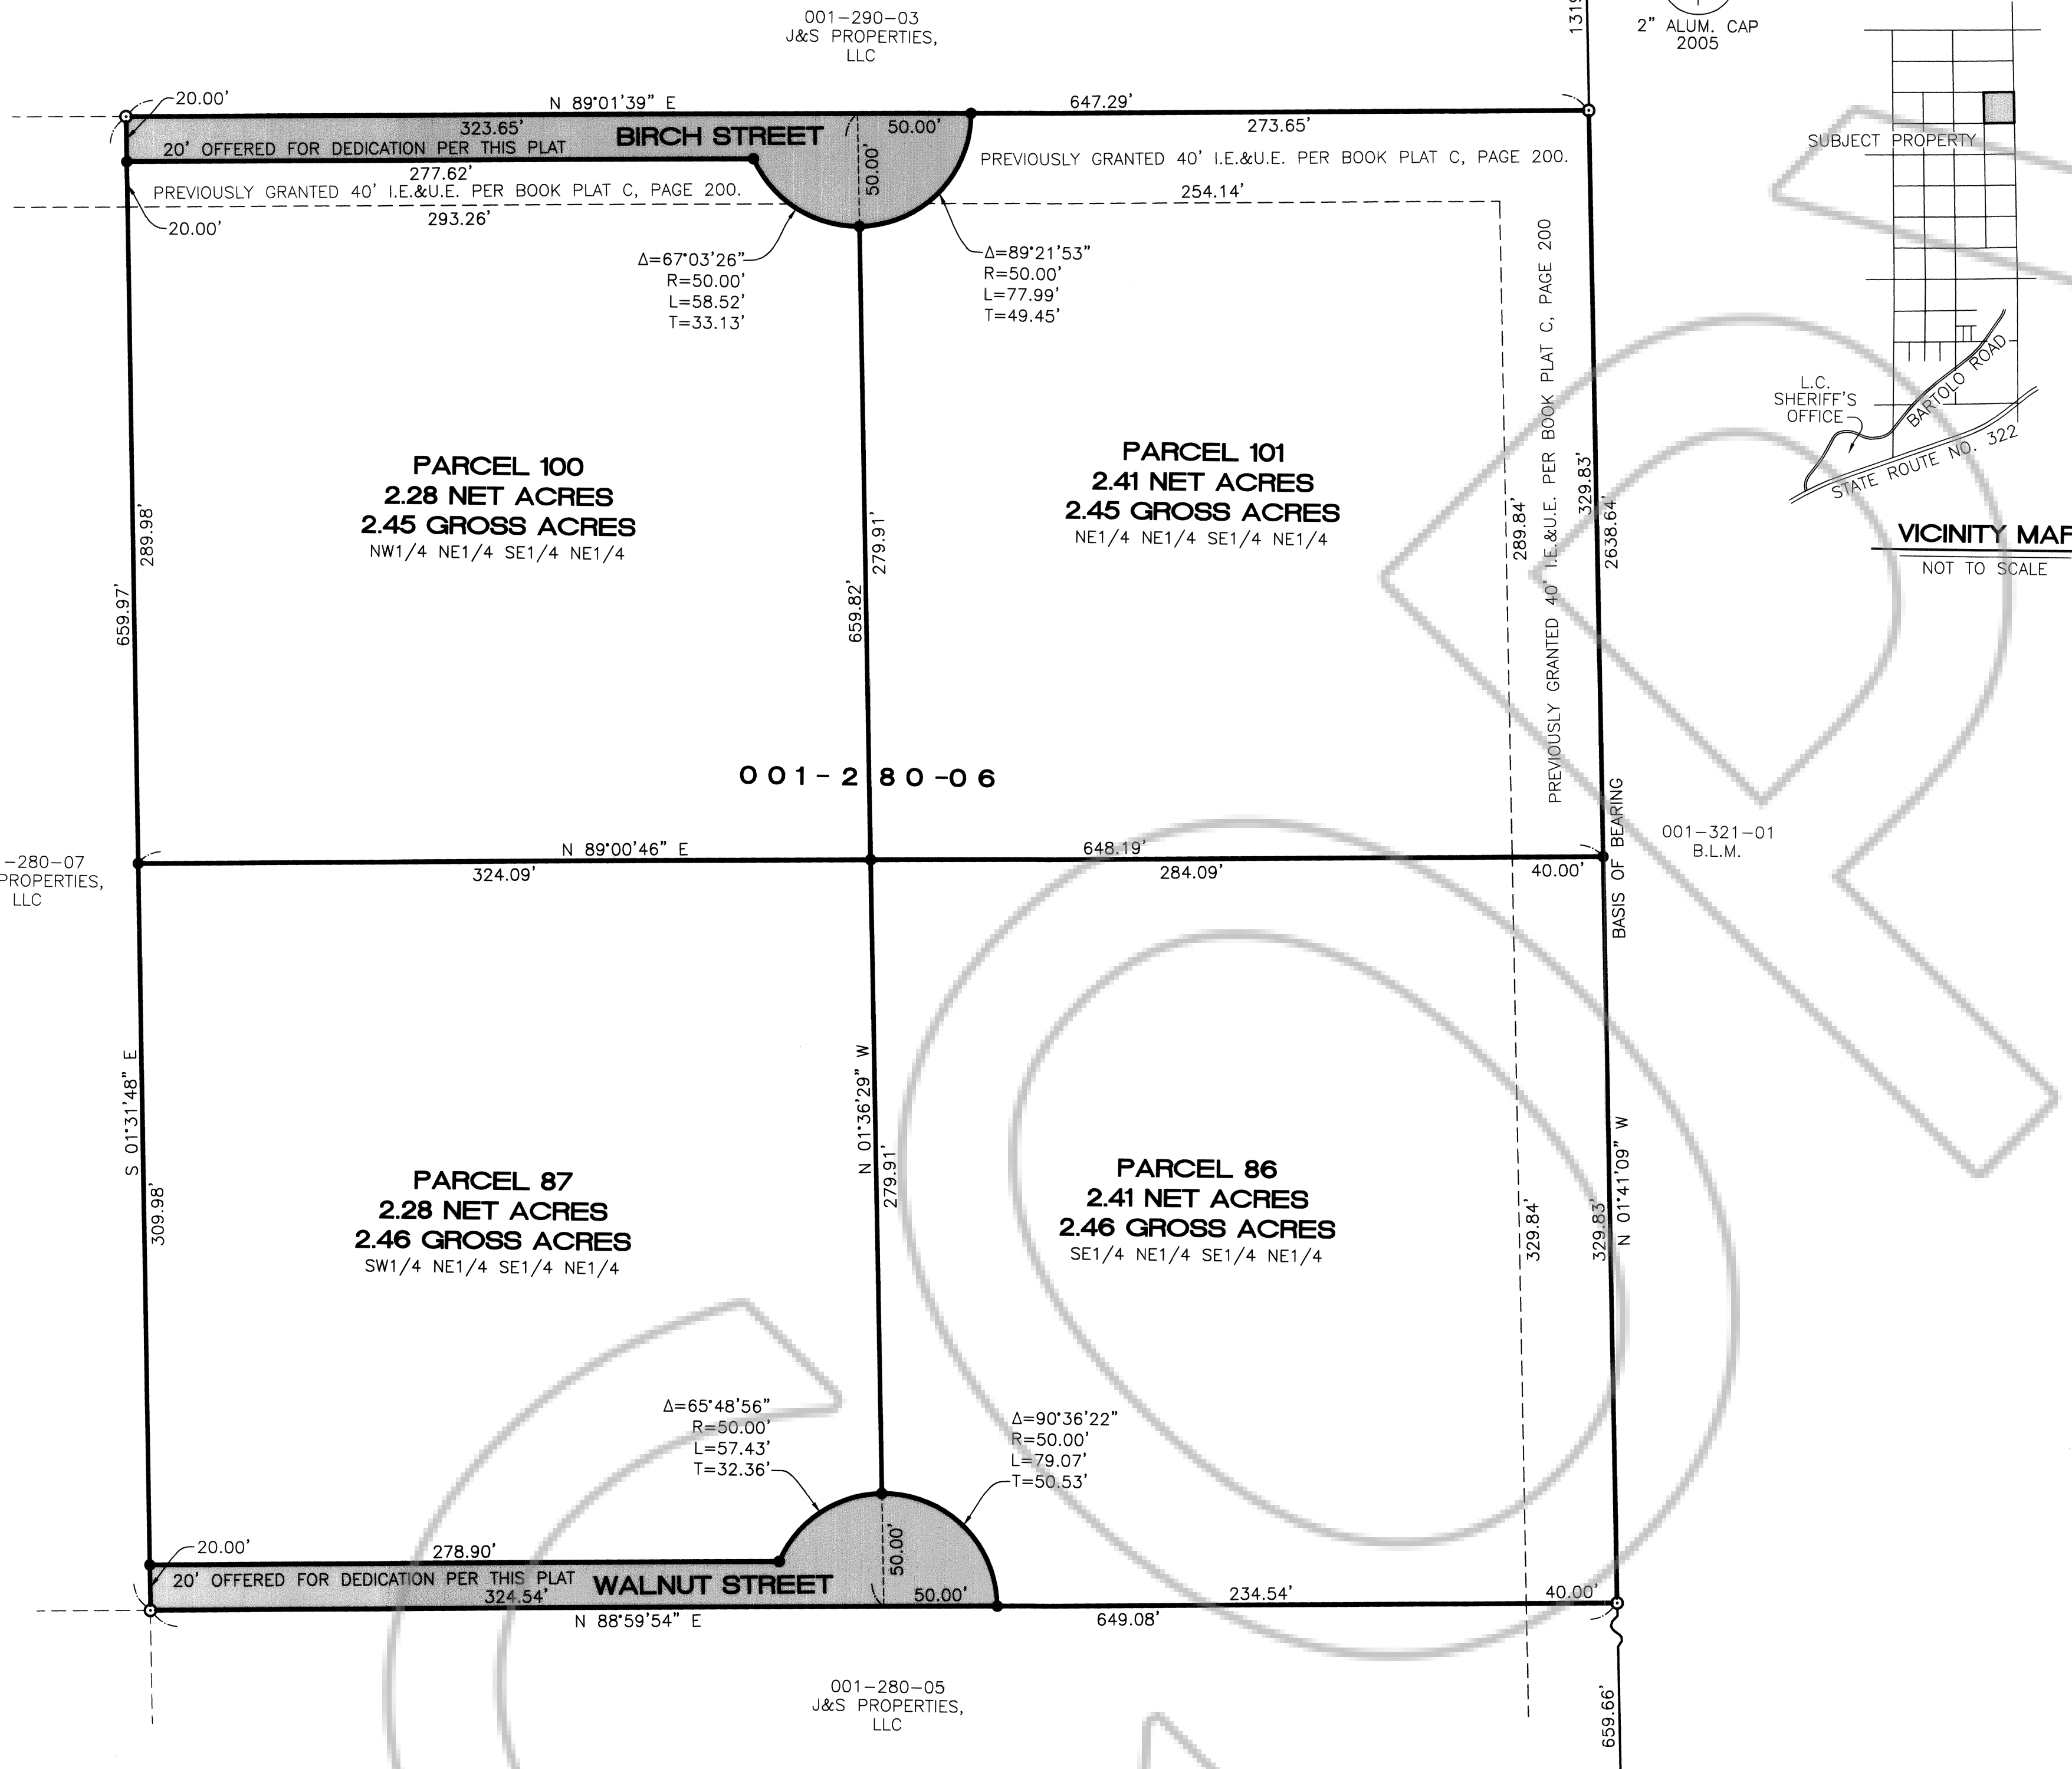 001-290-03
J&S PROPERTIES,
LLC
2" ALUM. CAP
2005
20.00'
N 89°01'39" E
647.29'
323.65'
BIRCH STREET
50.00'
273.65'
20' OFFERED FOR DEDICATION PER THIS PLAT
50.00'
PREVIOUSLY GRANTED 40' I.E.&U.E. PER BOOK PLAT C, PAGE 200.
277.62'
PREVIOUSLY GRANTED 40' I.E.&U.E. PER BOOK PLAT C, PAGE 200.
254.14'
20.00'
293.26'
Δ=67°03'26"
R=50.00'
L=58.52'
T=33.13'
Δ=89°21'53"
R=50.00'
L=77.99'
T=49.45'
PREVIOUSLY GRANTED 40' I.E.&U.E. PER BOOK PLAT C, PAGE 200
SUBJECT PROPERTY
L.C.
SHERIFF'S
OFFICE
BARTOLO ROAD
STATE ROUTE NO. 322
VICINITY MAP
NOT TO SCALE
PARCEL 100
2.28 NET ACRES
2.45 GROSS ACRES
NW1/4 NE1/4 SE1/4 NE1/4
PARCEL 101
2.41 NET ACRES
2.45 GROSS ACRES
NE1/4 NE1/4 SE1/4 NE1/4
289.98'
659.97'
279.91'
659.82'
289.84'
329.83'
2638.64'
001-280-06
N 89°00'46" E
648.19'
324.09'
284.09'
40.00'
BASIS OF BEARING
001-321-01
B.L.M.
-280-07
PROPERTIES,
LLC
S 01°31'48" E
309.98'
N 01°36'29" W
279.91'
N 01°41'09" W
329.84'
329.83'
PARCEL 87
2.28 NET ACRES
2.46 GROSS ACRES
SW1/4 NE1/4 SE1/4 NE1/4
PARCEL 86
2.41 NET ACRES
2.46 GROSS ACRES
SE1/4 NE1/4 SE1/4 NE1/4
Δ=65°48'56"
R=50.00'
L=57.43'
T=32.36'
Δ=90°36'22"
R=50.00'
L=79.07'
T=50.53'
20.00'
278.90'
20' OFFERED FOR DEDICATION PER THIS PLAT
WALNUT STREET
50.00'
324.54'
50.00'
234.54'
40.00'
N 88°59'54" E
649.08'
001-280-05
J&S PROPERTIES,
LLC
659.66'